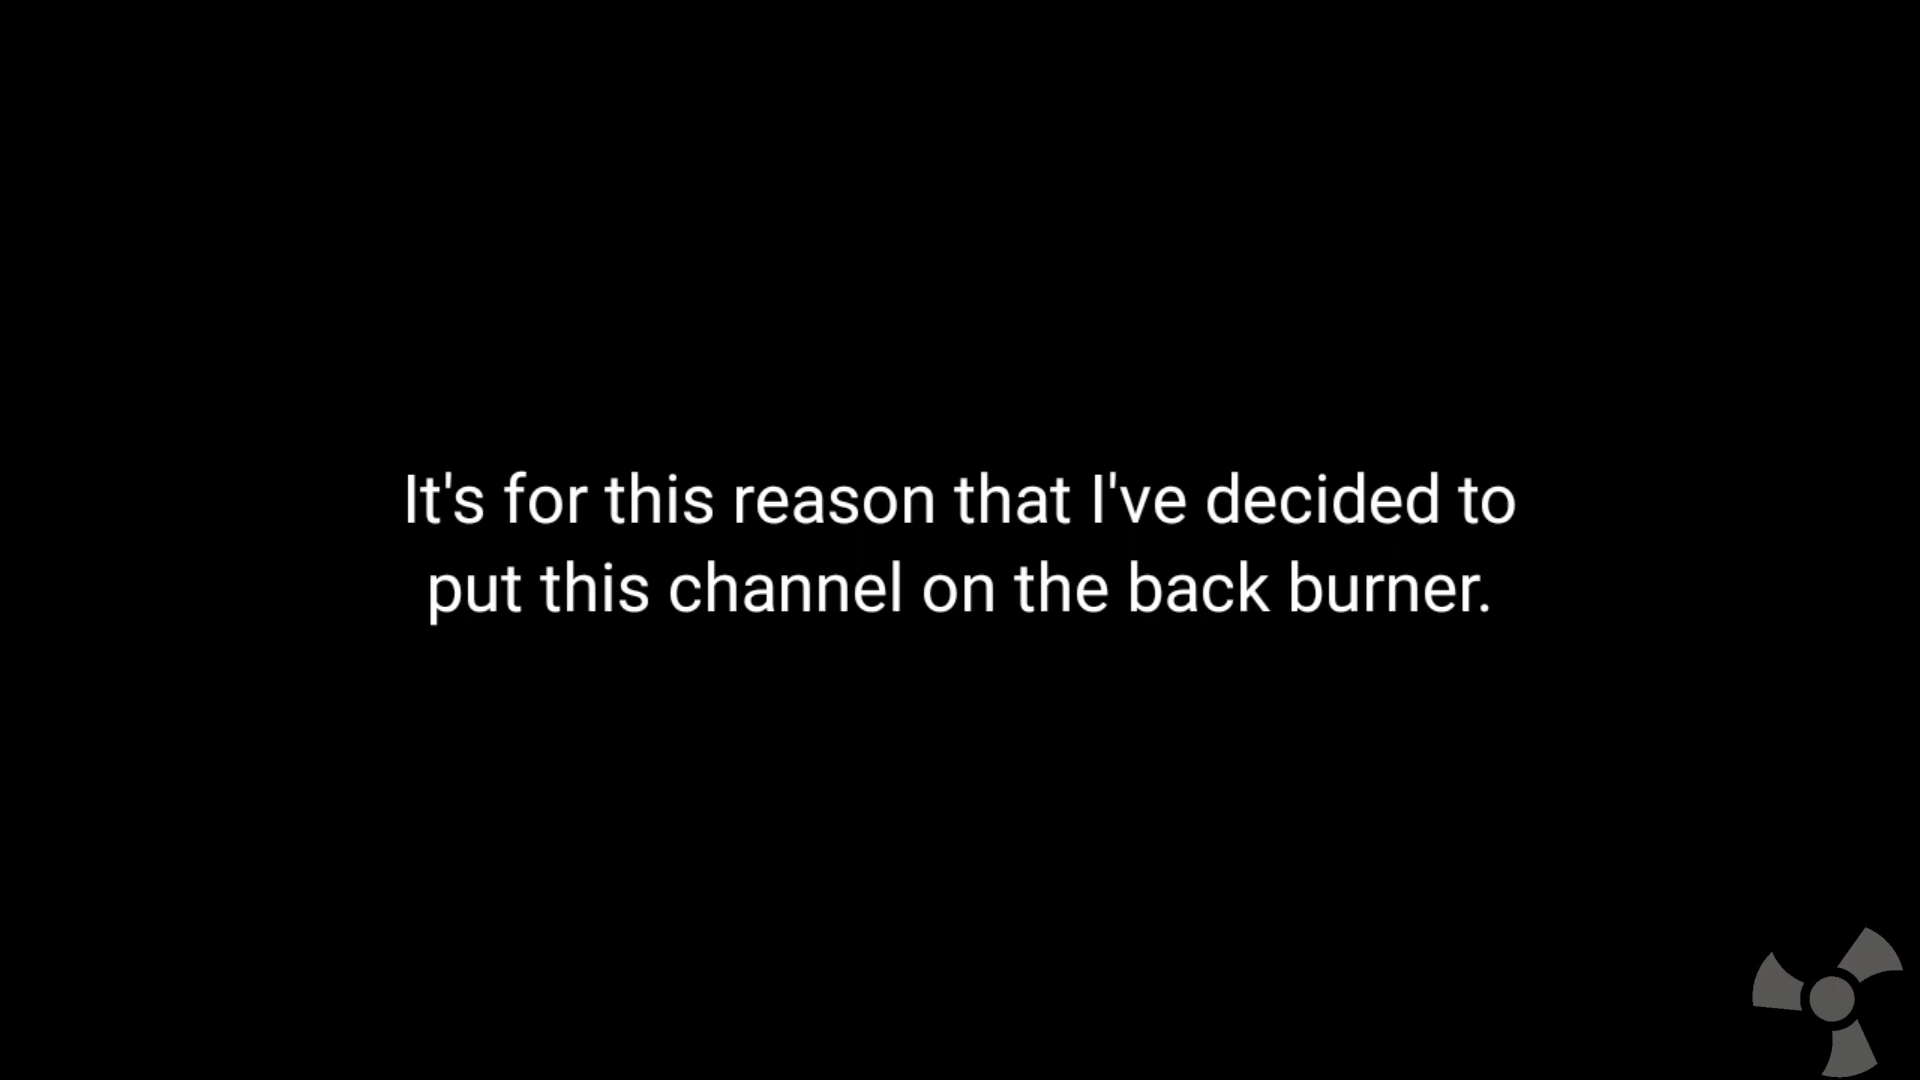 It's for this reason that I've decided to
put this channel on the back burner.